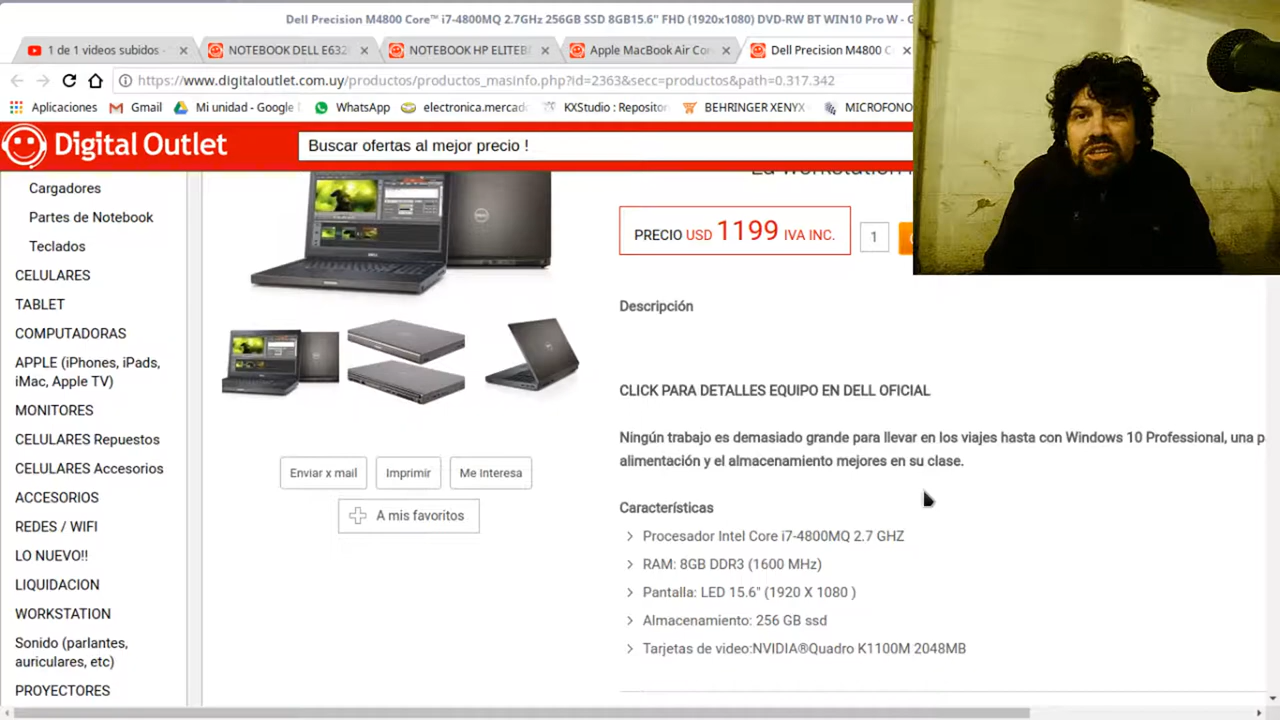 Dell Precision M4800 Core™ i7-4800MQ 2.7GHz 256GB SSD 8GB15.6" FHD (1920x1080) DVD-RW BT WIN10 Pro W - G
1 de 1 videos subidos -
NOTEBOOK DELL E632
NOTEBOOK HP ELITEB
Apple MacBook Air Cor
Dell Precision M4800 C
https://www.digitaloutlet.com.uy/productos/productos_masinfo.php?id=2363&secc=productos&path=0.317.342
Aplicaciones
Gmail
Mi unidad - Google
WhatsApp
electronica.mercado
KXStudio : Repositor
BEHRINGER XENYX
MICROFONO
Digital Outlet
Buscar ofertas al mejor precio !
Cargadores
Partes de Notebook
Teclados
CELULARES
TABLET
COMPUTADORAS
APPLE (iPhones, iPads,
iMac, Apple TV)
MONITORES
CELULARES Repuestos
CELULARES Accesorios
ACCESORIOS
REDES / WIFI
LO NUEVO!!
LIQUIDACION
WORKSTATION
Sonido (parlantes,
auriculares, etc)
PROYECTORES
Enviar x mail
Imprimir
Me Interesa
A mis favoritos
La Workstation
PRECIO USD 1199 IVA INC.
1
Descripción
CLICK PARA DETALLES EQUIPO EN DELL OFICIAL
Ningún trabajo es demasiado grande para llevar en los viajes hasta con Windows 10 Professional, una p
alimentación y el almacenamiento mejores en su clase.
Características
Procesador Intel Core i7-4800MQ 2.7 GHZ
RAM: 8GB DDR3 (1600 MHz)
Pantalla: LED 15.6" (1920 X 1080 )
Almacenamiento: 256 GB ssd
Tarjetas de video:NVIDIA®Quadro K1100M 2048MB